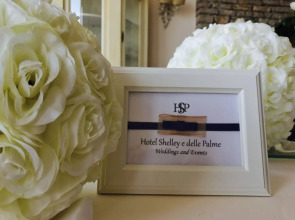 HSP
Hotel Shelley e delle Palme
Weddings and Events